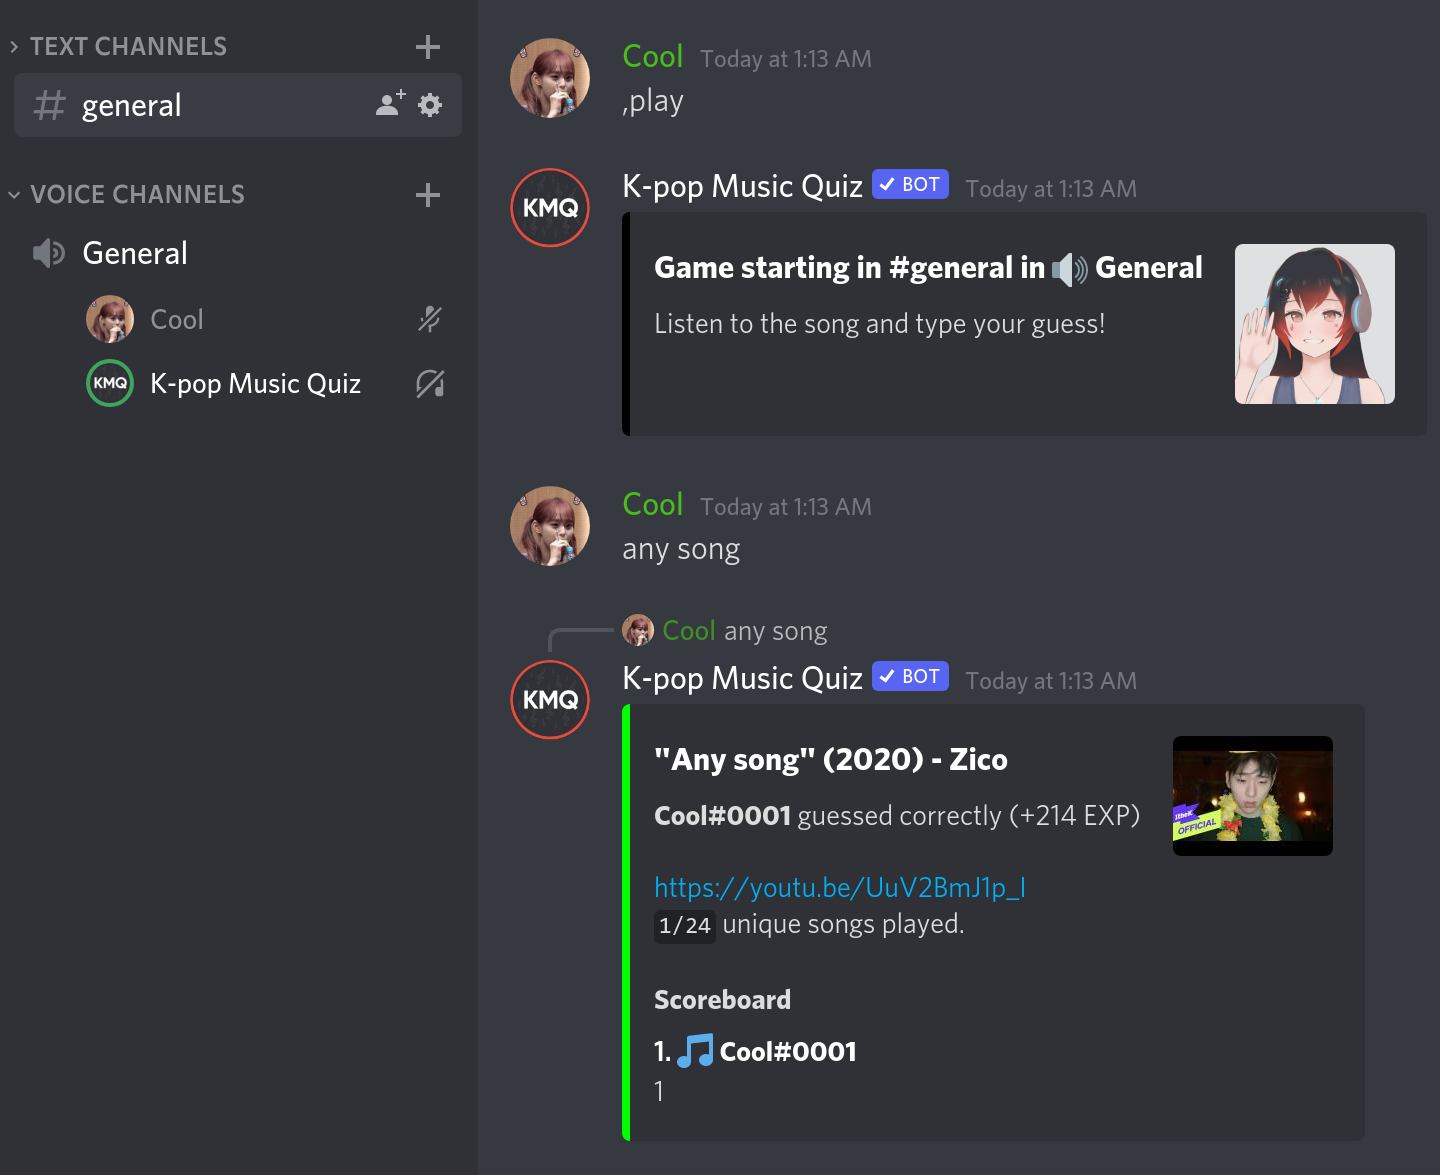 TEXT CHANNELS
general
VOICE CHANNELS
General
Cool
KMQ K-pop Music Quiz
Cool Today at 1:13 AM
,play
KMQ
K-pop Music Quiz BOT Today at 1:13 AM
Game starting in #general in 🔊 General
Listen to the song and type your guess!
Cool Today at 1:13 AM
any song
Cool any song
KMQ
K-pop Music Quiz BOT Today at 1:13 AM
"Any song" (2020) - Zico
Cool#0001 guessed correctly (+214 EXP)
1theK
OFFICIAL
https://youtu.be/UuV2BmJ1p_I
1/24 unique songs played.
Scoreboard
1. 🎵 Cool#0001
1